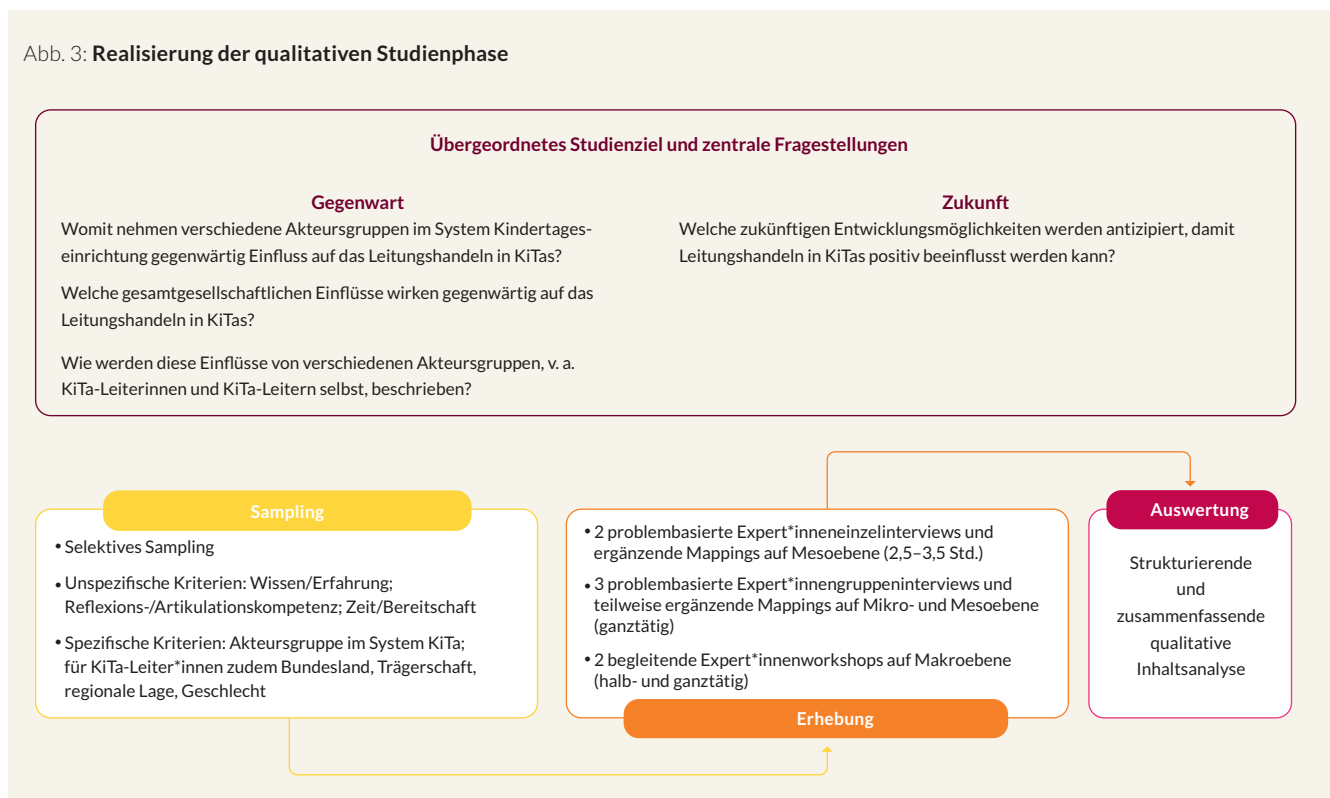 Abb. 3: Realisierung der qualitativen Studienphase
Übergeordnetes Studienziel und zentrale Fragestellungen
Gegenwart
Womit nehmen verschiedene Akteursgruppen im System Kindertages-
einrichtung gegenwärtig Einfluss auf das Leitungshandeln in KiTas?
Welche gesamtgesellschaftlichen Einflüsse wirken gegenwärtig auf das
Leitungshandeln in KiTas?
Wie werden diese Einflüsse von verschiedenen Akteursgruppen, v. a.
KiTa-Leiterinnen und KiTa-Leitern selbst, beschrieben?
Zukunft
Welche zukünftigen Entwicklungsmöglichkeiten werden antizipiert, damit
Leitungshandeln in KiTas positiv beeinflusst werden kann?
Sampling
• Selektives Sampling
• Unspezifische Kriterien: Wissen/Erfahrung;
Reflexions-/Artikulationskompetenz; Zeit/Bereitschaft
• Spezifische Kriterien: Akteursgruppe im System KiTa;
für KiTa-Leiter*innen zudem Bundesland, Trägerschaft,
regionale Lage, Geschlecht
• 2 problembasierte Expert*inneneinzelinterviews und
ergänzende Mappings auf Mesoebene (2,5–3,5 Std.)
• 3 problembasierte Expert*innengruppeninterviews und
teilweise ergänzende Mappings auf Mikro- und Mesoebene
(ganztätig)
• 2 begleitende Expert*innenworkshops auf Makroebene
(halb- und ganztätig)
Erhebung
Auswertung
Strukturierende
und
zusammenfassende
qualitative
Inhaltsanalyse